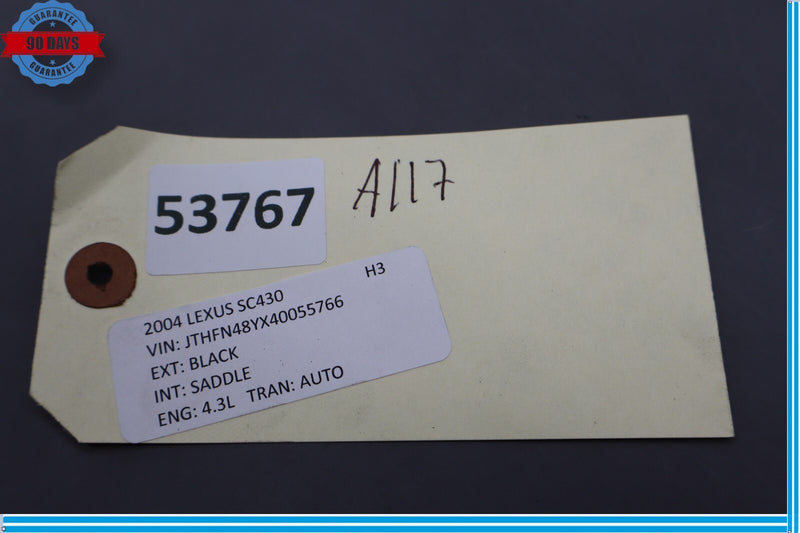 GUARANTEE
90 DAYS
GUARANTEE
53767
A117
H3
2004 LEXUS SC430
VIN: JTHFN48YX40055766
EXT: BLACK
INT: SADDLE
ENG: 4.3L TRAN: AUTO